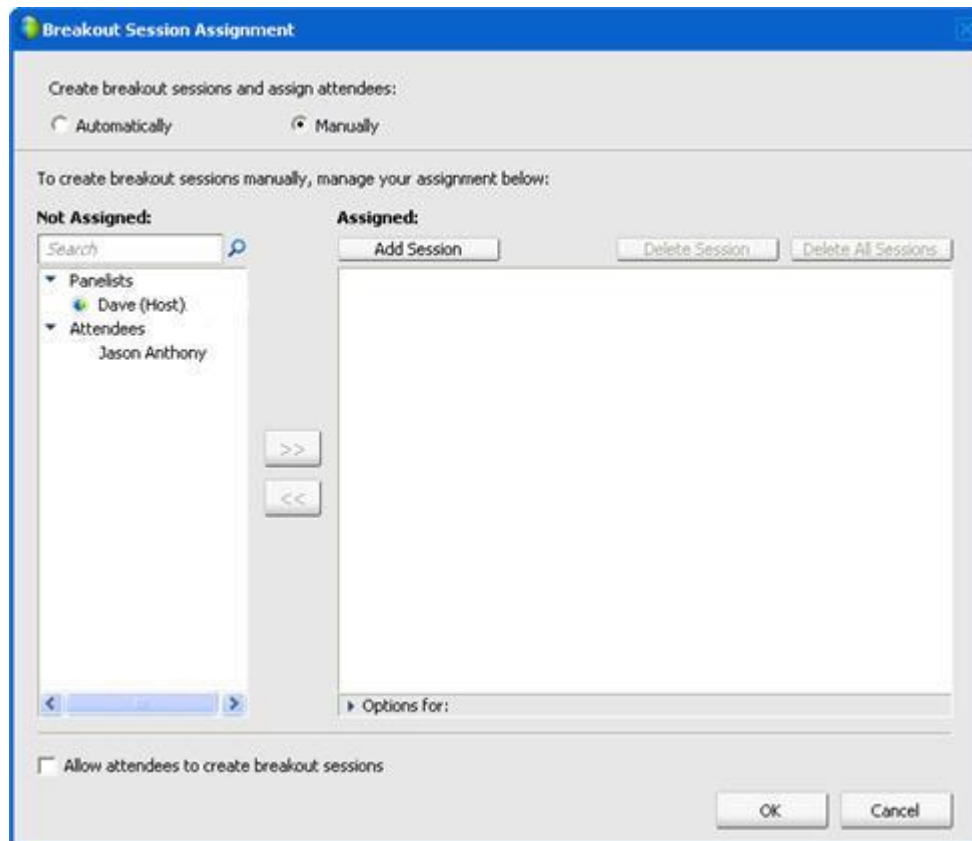 Breakout Session Assignment
Create breakout sessions and assign attendees:
Automatically Manually
To create breakout sessions manually, manage your assignment below:
Not Assigned: Assigned:
Search Add Session Delete Session Delete All Sessions
Panelists
Dave (Host)
Attendees
Jason Anthony
>>
<<
Options for:
Allow attendees to create breakout sessions
OK Cancel